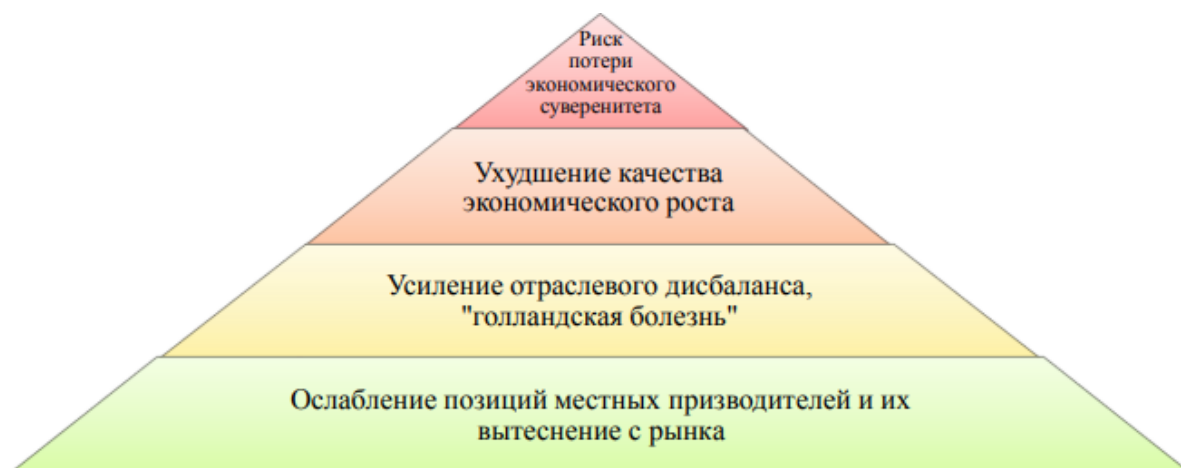 Риск
потери
экономического
суверенитета
Ухудшение качества
экономического роста
Усиление отраслевого дисбаланса,
"голландская болезнь"
Ослабление позиций местных призводителей и их
вытеснение с рынка